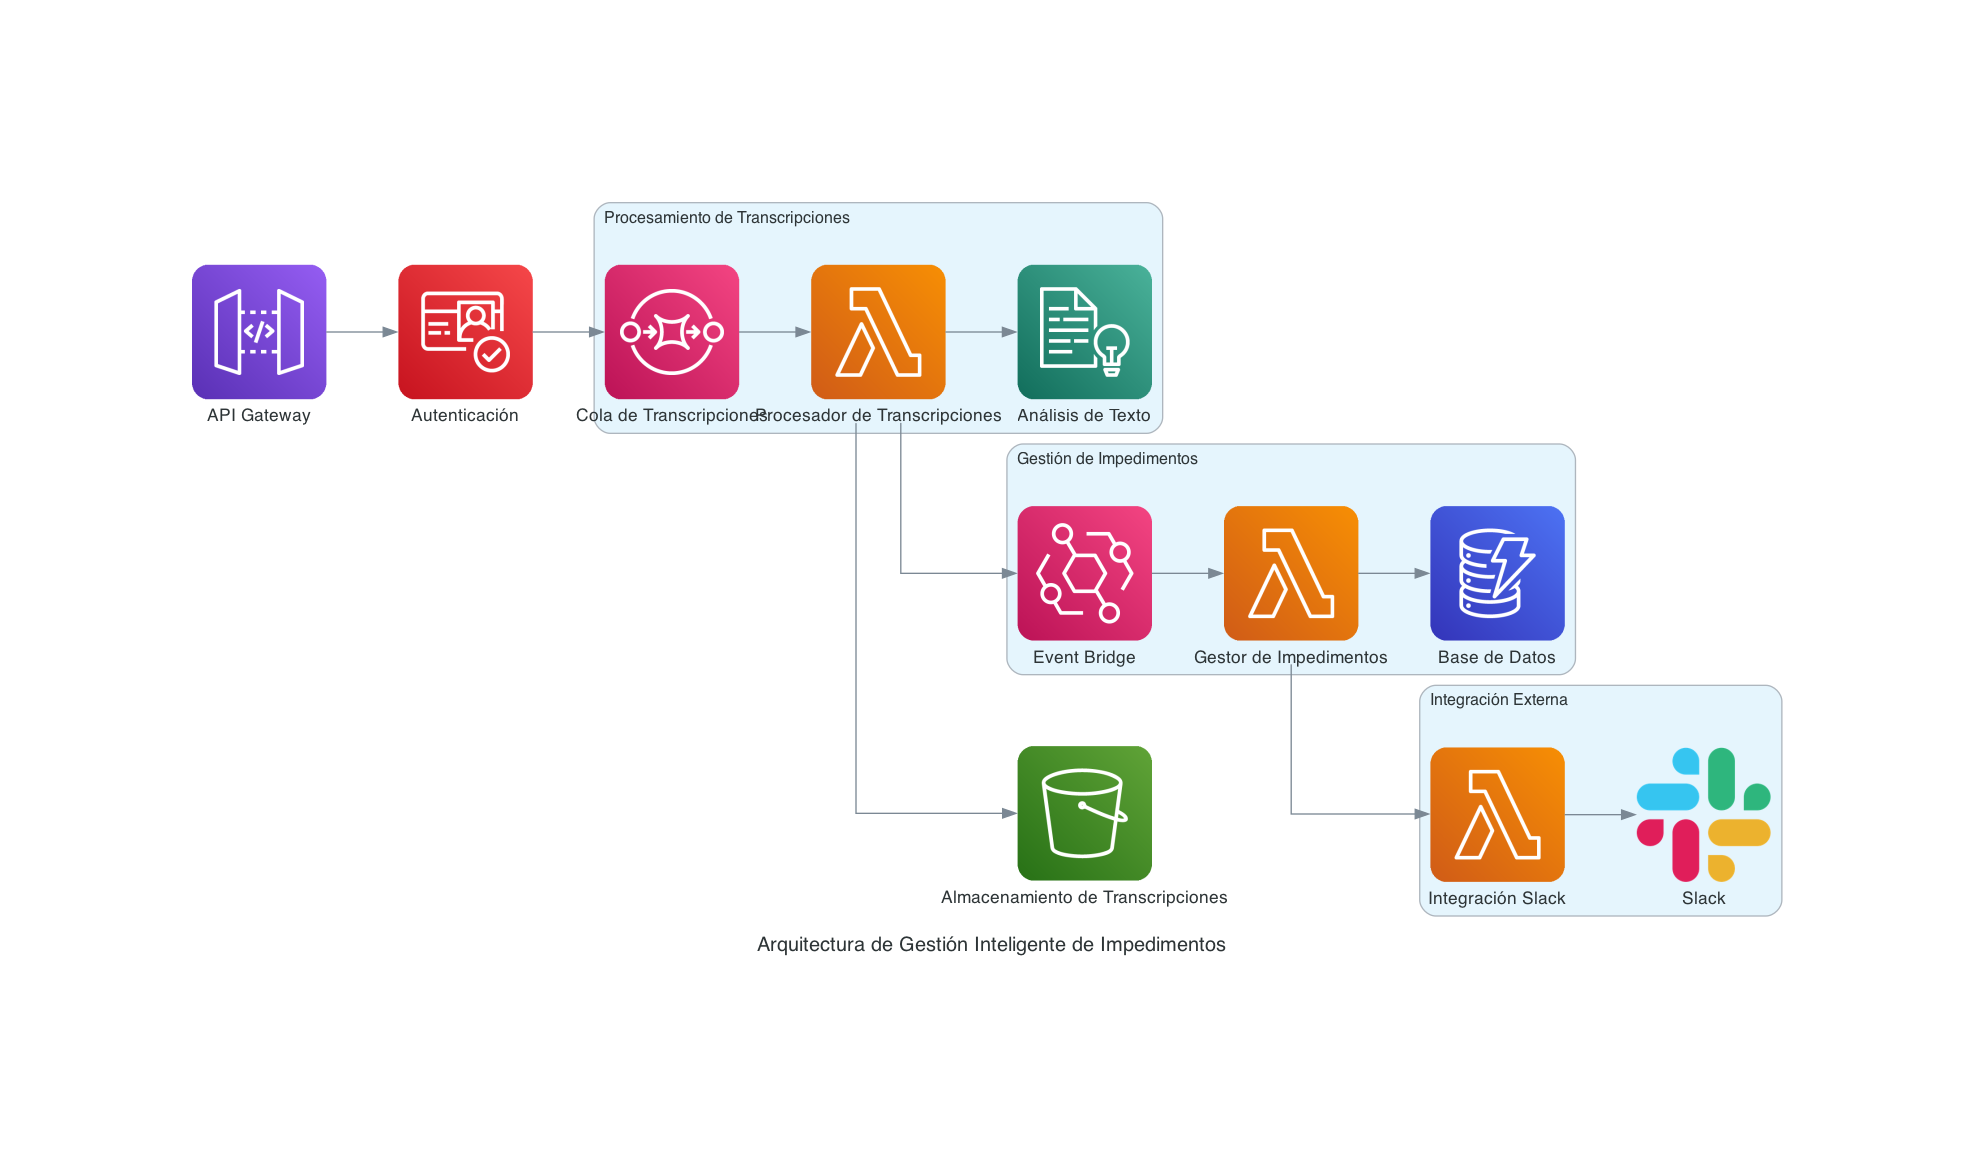 Procesamiento de Transcripciones
API Gateway
Autenticación
Cola de Transcripciones
Procesador de Transcripciones
Análisis de Texto
Gestión de Impedimentos
Event Bridge
Gestor de Impedimentos
Base de Datos
Integración Externa
Almacenamiento de Transcripciones
Integración Slack
Slack
Arquitectura de Gestión Inteligente de Impedimentos